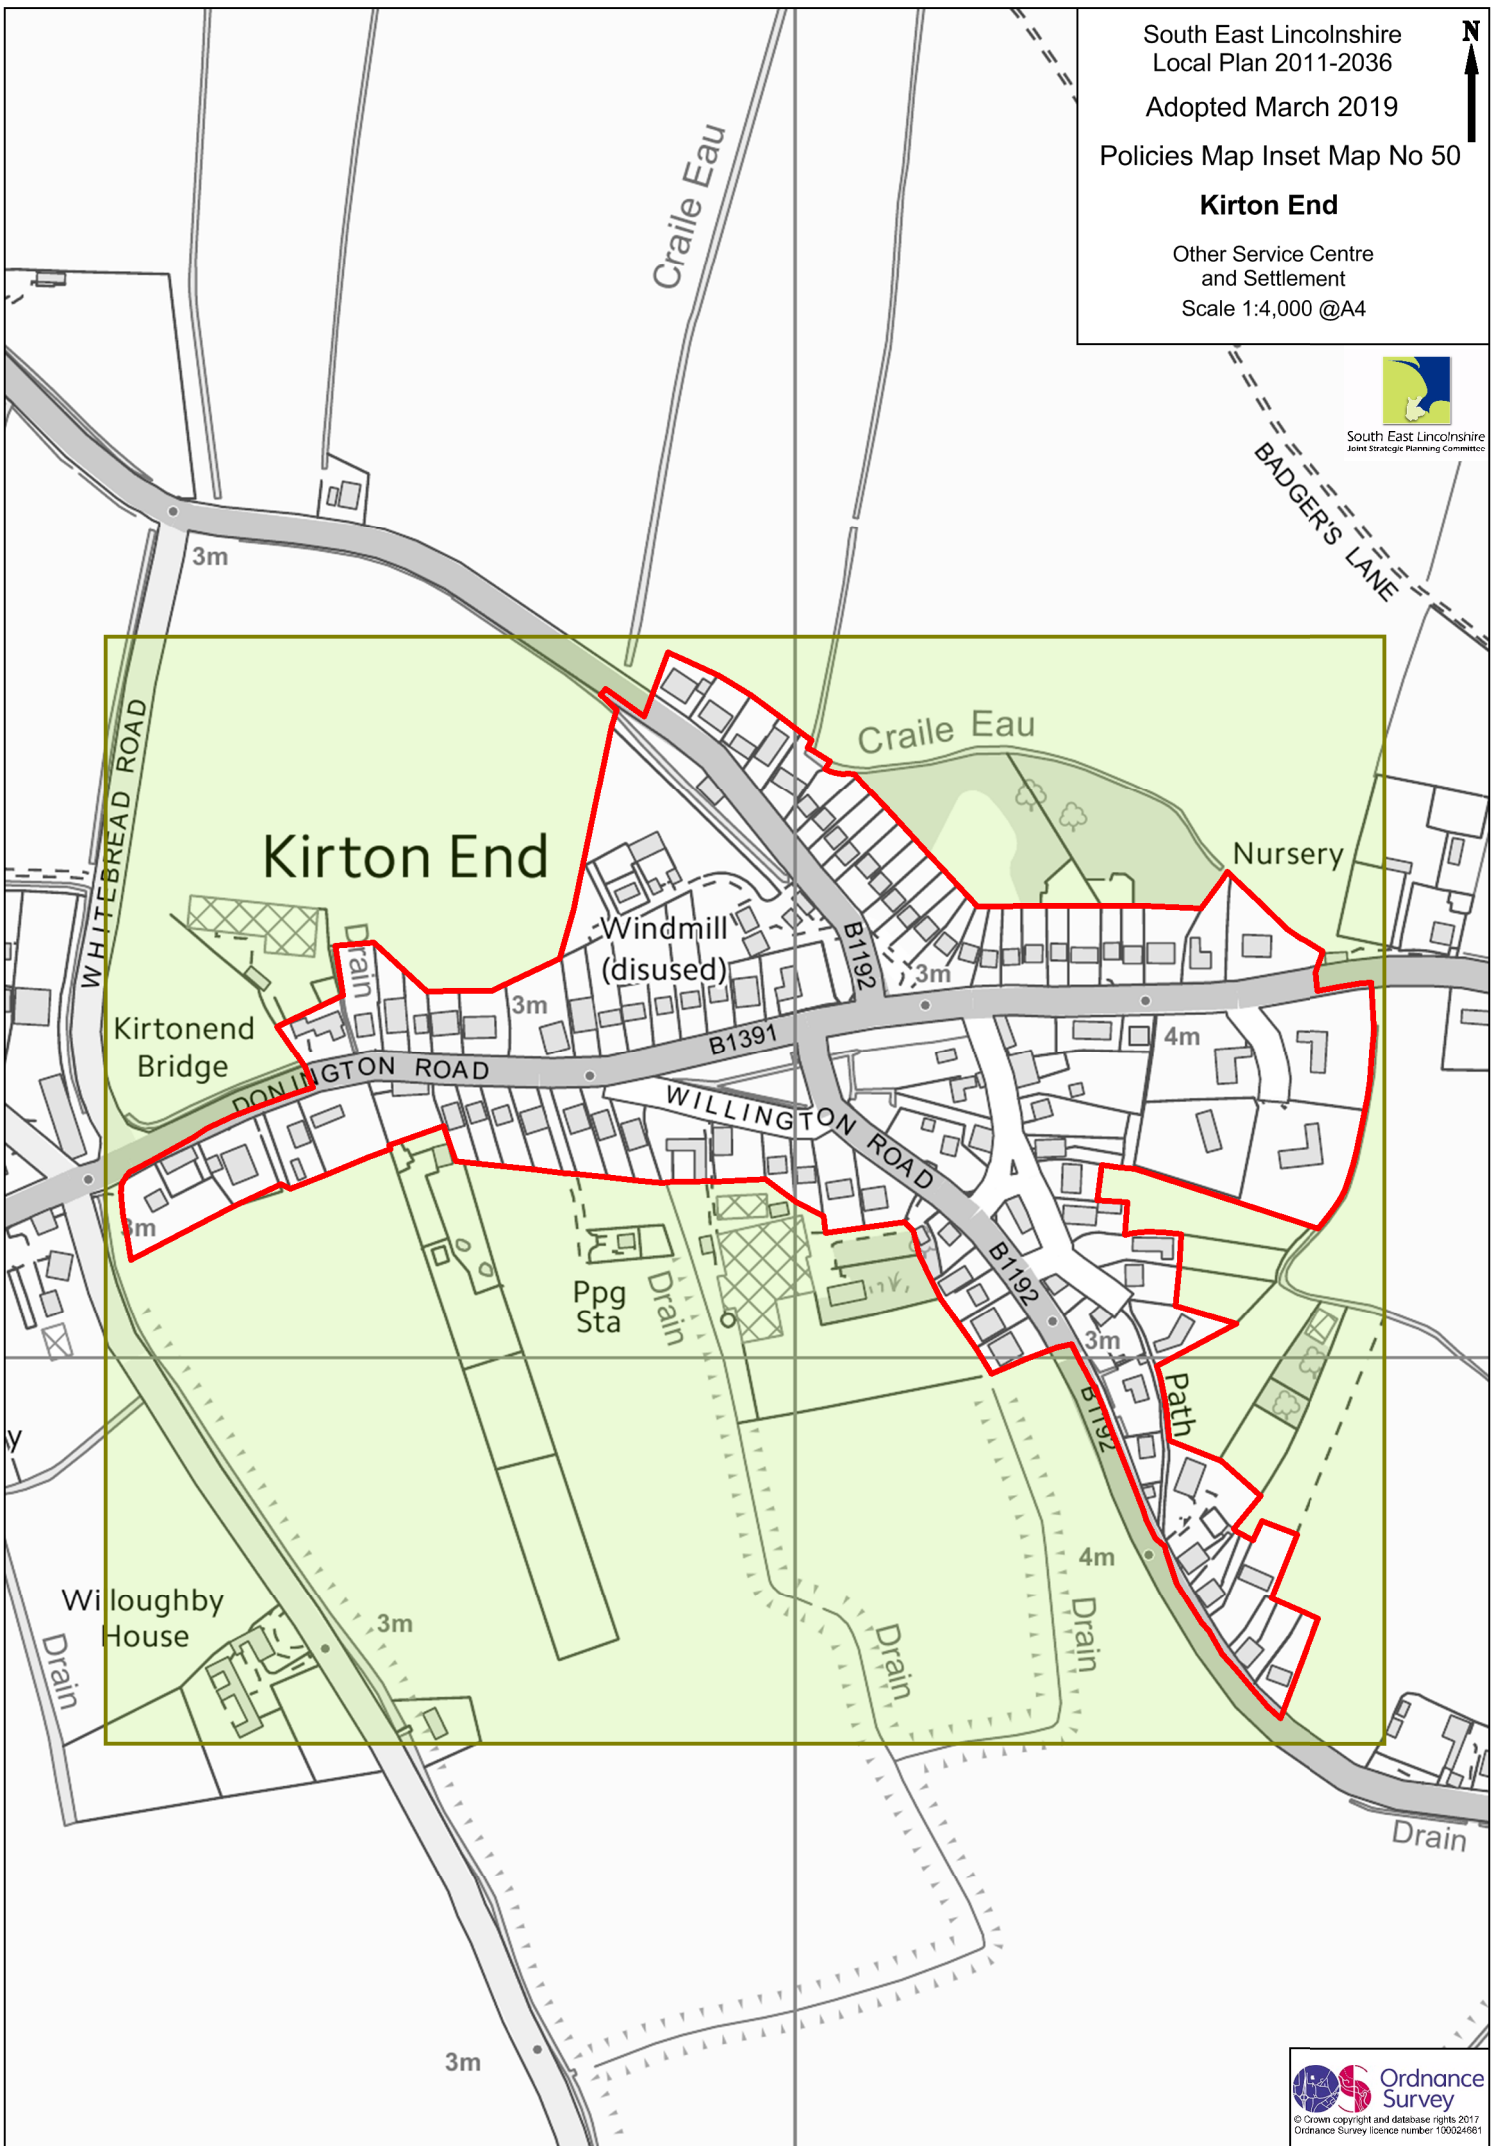 South East Lincolnshire
Local Plan 2011-2036
Adopted March 2019
Policies Map Inset Map No 50
Kirton End
Other Service Centre
and Settlement
Scale 1:4,000 @A4
N
South East Lincolnshire
Joint Strategic Planning Committee
Craile Eau
BADGER'S LANE
3m
WHITEBREAD ROAD
Craile Eau
Kirton End
Nursery
Windmill
(disused)
B1192
3m
Drain
3m
Kirtonend
Bridge
B1391
4m
DONINGTON ROAD
WILLINGTON ROAD
3m
B1192
Ppg
Sta
Drain
3m
Path
B1192
y
4m
Willoughby
House
3m
Drain
Drain
Drain
Drain
3m
Ordnance
Survey
© Crown copyright and database rights 2017
Ordnance Survey licence number 100024661